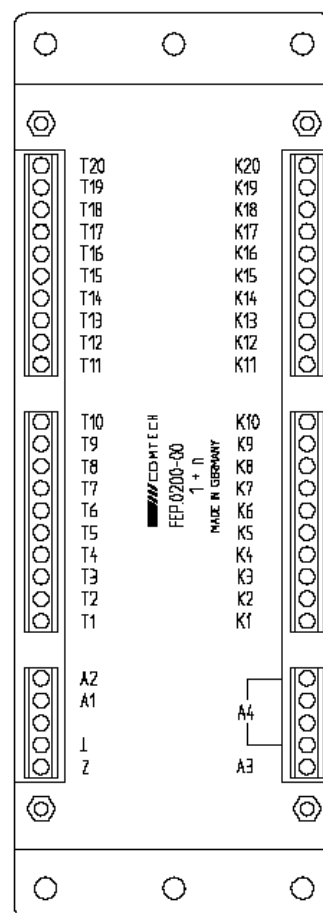 T20 K20
T19 K19
T18 K18
T17 K17
T16 K16
T15 K15
T14 K14
T13 K13
T12 K12
T11 K11
T10 K10
T9 K9
T8 K8
T7 K7
T6 K6
T5 K5
T4 K4
T3 K3
T2 K2
T1 K1
COMTECH
FEP.0200-00
1 + n
MADE IN GERMANY
A2
A1
A4
⊥
Z A3